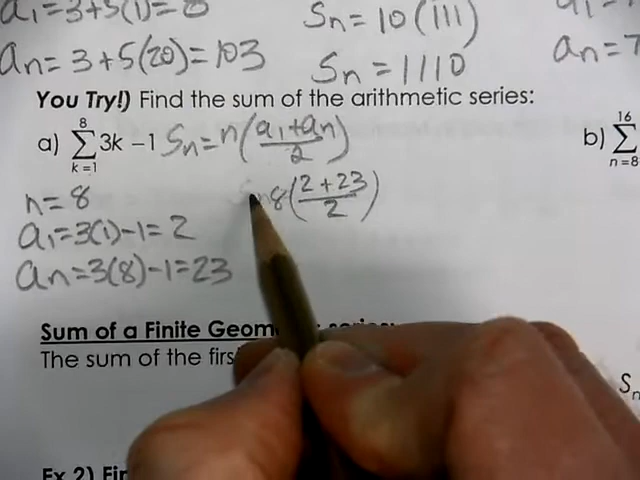 a₁=3+5(1)=8
an=3+5(20)=103
Sn=10(111)
Sn=1110
an=7
You Try!) Find the sum of the arithmetic series:
a) 8∑k=1 3k -1 Sn=n(a₁+an/2)
n=8
a₁=3(1)-1=2
an=3(8)-1=23
8(2+23/2)
b) 16∑n=8
Sum of a Finite Geom
The sum of the firs
Sn
Ex 2)